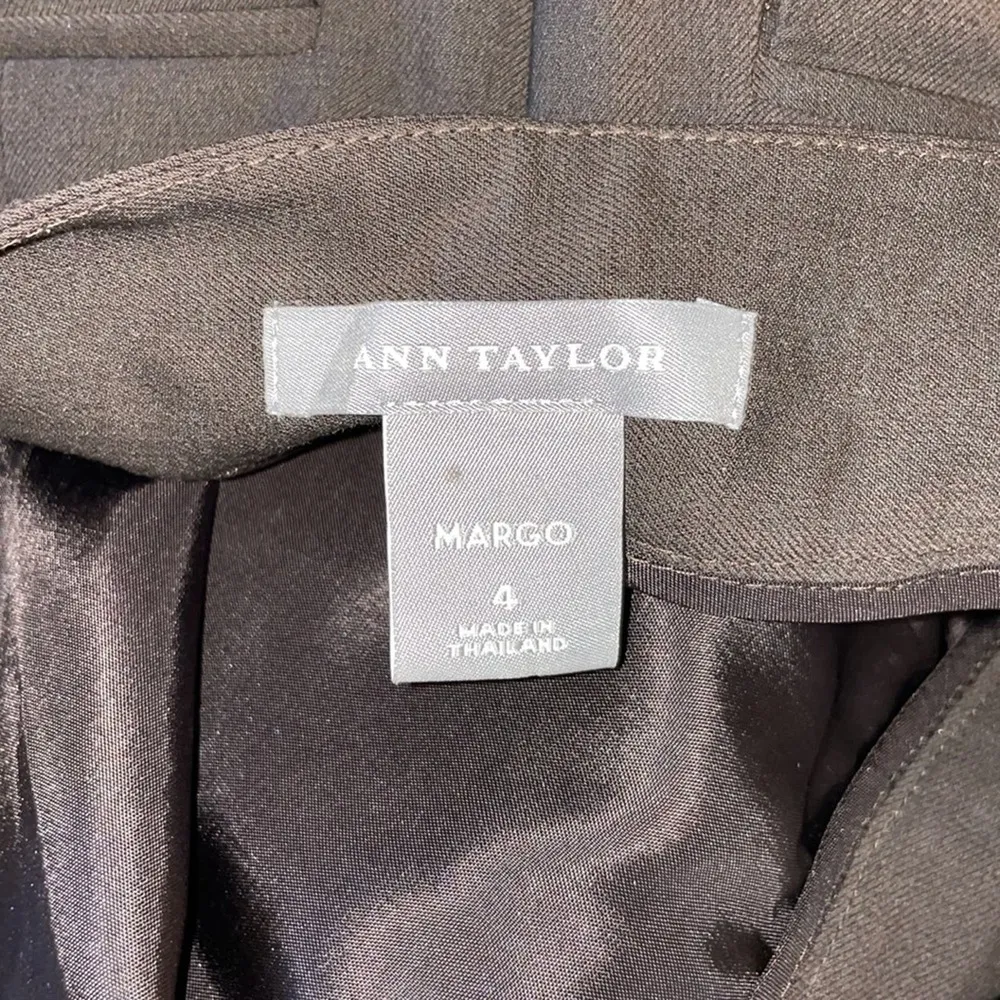 ANN TAYLOR
MARGO
4
MADE IN
THAILAND